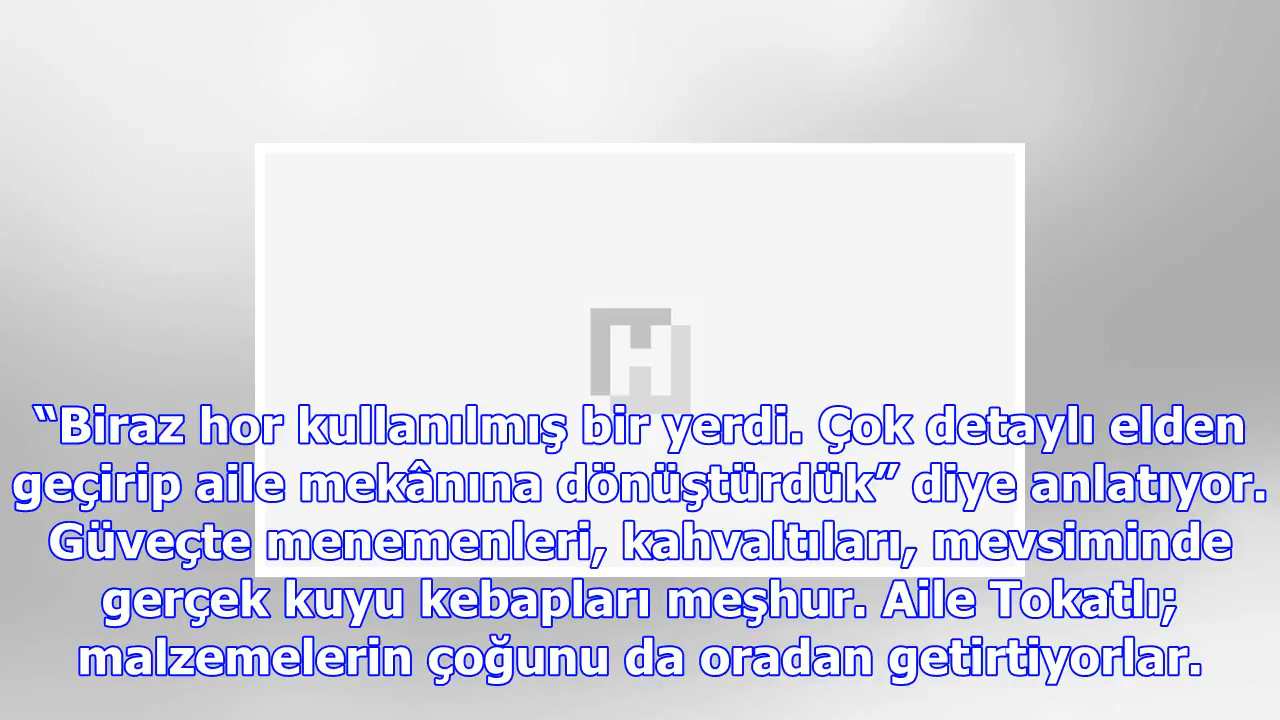 “Biraz hor kullanılmış bir yerdi. Çok detaylı elden
geçirip aile mekânına dönüştürdük” diye anlatıyor.
Güveçte menemenleri, kahvaltıları, mevsiminde
gerçek kuyu kebapları meşhur. Aile Tokatlı;
malzemelerin çoğunu da oradan getirtiyorlar.